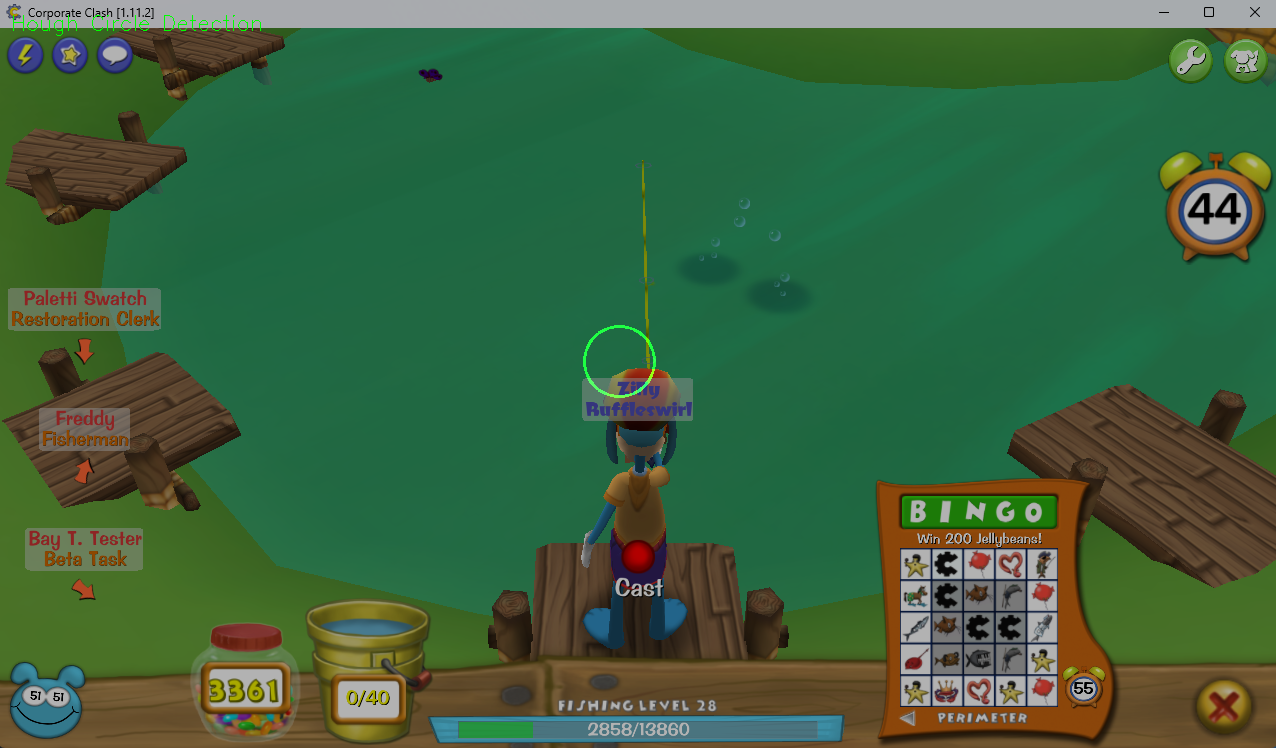 Corporate Clash [1.11.2]
Hough Circle Detection
44
Paletti Swatch
Restoration Clerk
Freddy
Fisherman
Zilly
Ruffleswirl
Bay T. Tester
Beta Task
Cast
BINGO
Win 200 Jellybeans!
55
PERIMETER
51 51
3361
0/40
FISHING LEVEL 28
2858/13860